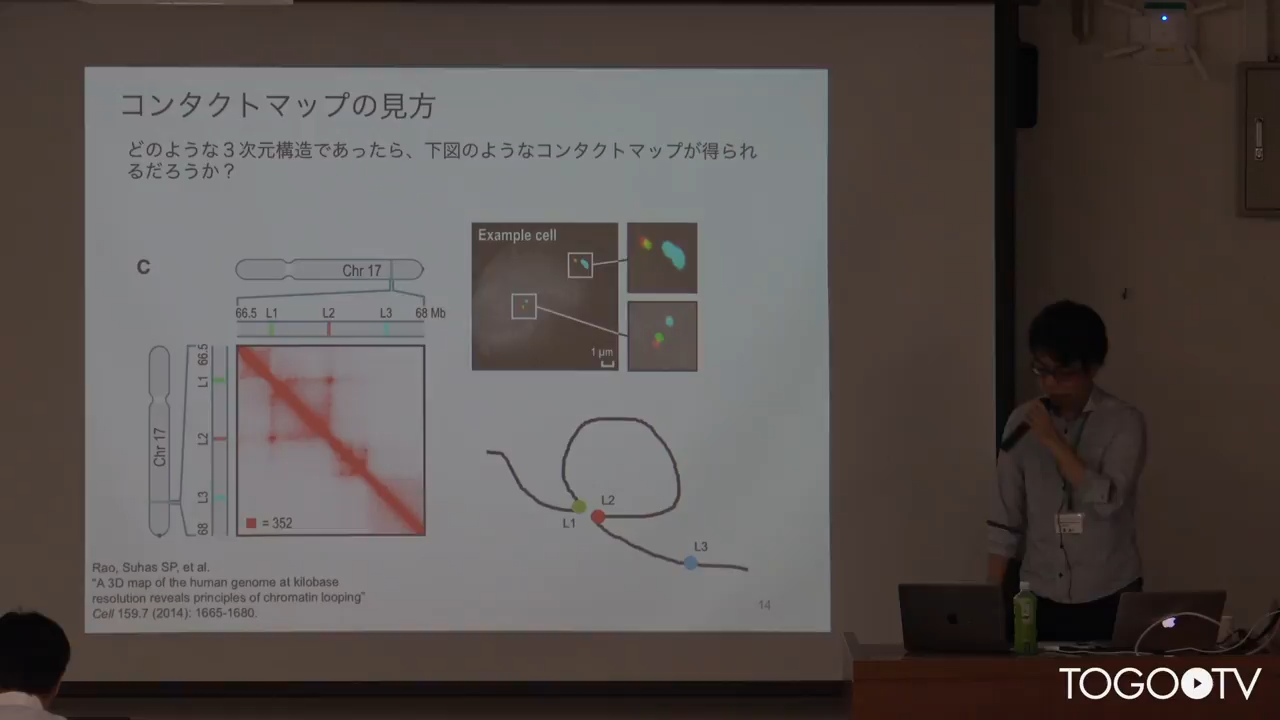 コンタクトマップの見方
どのような３次元構造であったら、下図のようなコンタクトマップが得られ
るだろうか？
C
Chr 17
66.5 L1 L2 L3 68 Mb
Chr 17
66.5
L1
L2
L3
68
= 352
Example cell
1 μm
L1
L2
L3
Rao, Suhas SP, et al.
"A 3D map of the human genome at kilobase
resolution reveals principles of chromatin looping"
Cell 159.7 (2014): 1665-1680.
14
TOGOTV